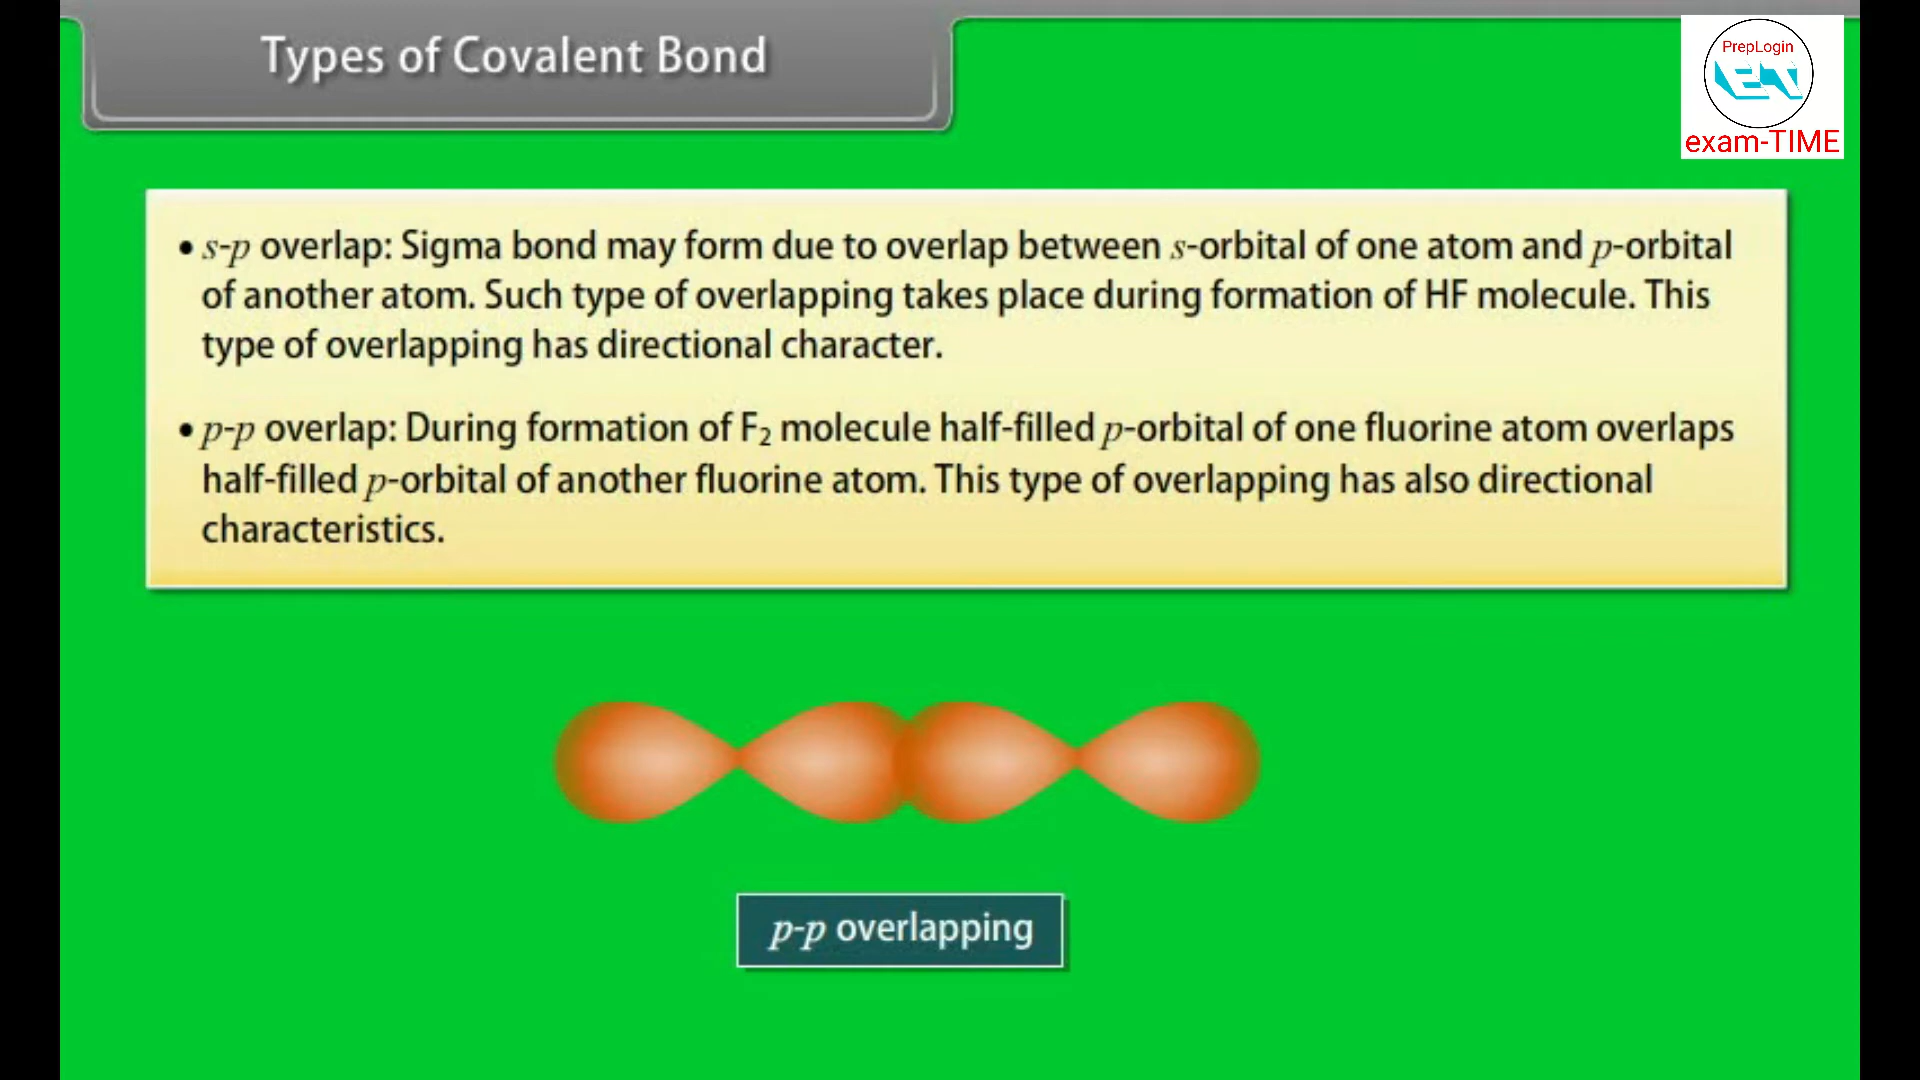 Types of Covalent Bond
PrepLogin
ET
exam-TIME
• s-p overlap: Sigma bond may form due to overlap between s-orbital of one atom and p-orbital
of another atom. Such type of overlapping takes place during formation of HF molecule. This
type of overlapping has directional character.
• p-p overlap: During formation of F₂ molecule half-filled p-orbital of one fluorine atom overlaps
half-filled p-orbital of another fluorine atom. This type of overlapping has also directional
characteristics.
p-p overlapping